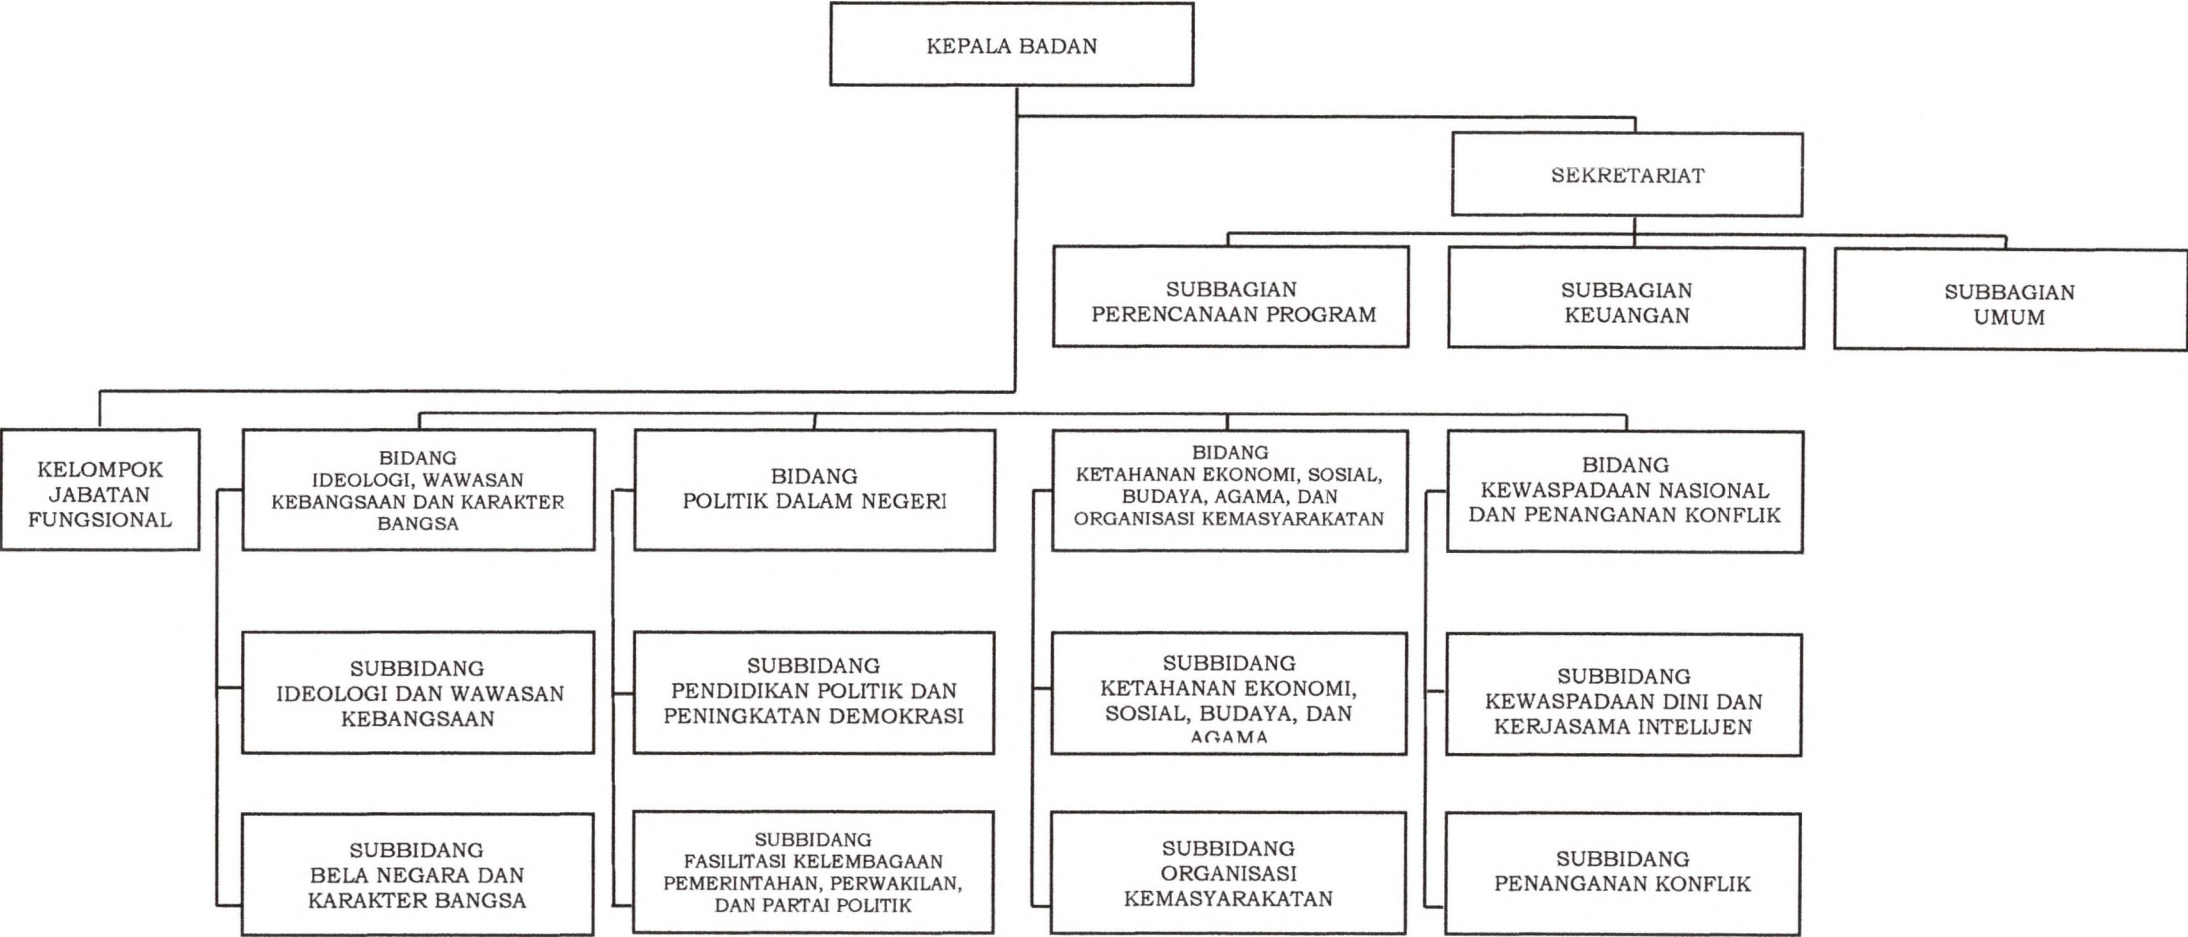 KEPALA BADAN
SEKRETARIAT
SUBBAGIAN
PERENCANAAN PROGRAM
SUBBAGIAN
KEUANGAN
SUBBAGIAN
UMUM
KELOMPOK
JABATAN
FUNGSIONAL
BIDANG
IDEOLOGI, WAWASAN
KEBANGSAAN DAN KARAKTER
BANGSA
BIDANG
POLITIK DALAM NEGERI
BIDANG
KETAHANAN EKONOMI, SOSIAL,
BUDAYA, AGAMA, DAN
ORGANISASI KEMASYARAKATAN
BIDANG
KEWASPADAAN NASIONAL
DAN PENANGANAN KONFLIK
SUBBIDANG
IDEOLOGI DAN WAWASAN
KEBANGSAAN
SUBBIDANG
PENDIDIKAN POLITIK DAN
PENINGKATAN DEMOKRASI
SUBBIDANG
KETAHANAN EKONOMI,
SOSIAL, BUDAYA, DAN
AGAMA
SUBBIDANG
KEWASPADAAN DINI DAN
KERJASAMA INTELIJEN
SUBBIDANG
BELA NEGARA DAN
KARAKTER BANGSA
SUBBIDANG
FASILITASI KELEMBAGAAN
PEMERINTAHAN, PERWAKILAN,
DAN PARTAI POLITIK
SUBBIDANG
ORGANISASI
KEMASYARAKATAN
SUBBIDANG
PENANGANAN KONFLIK